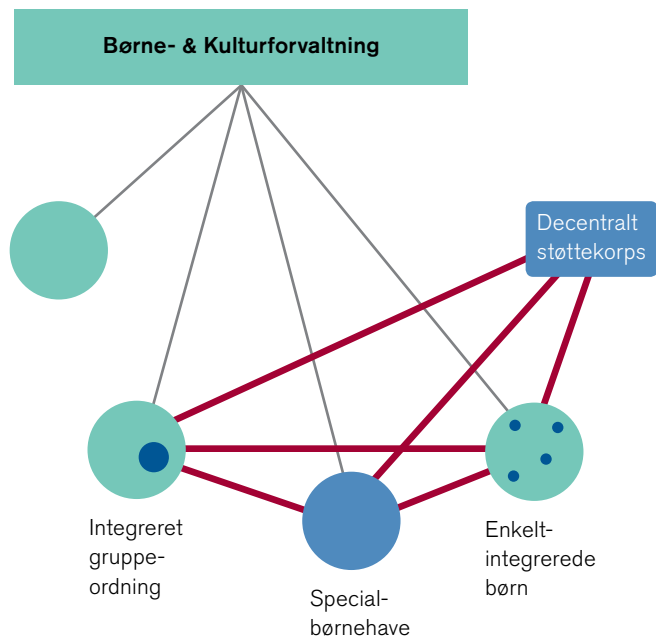 Børne- & Kulturforvaltning
Decentralt
støttekorps
Integreret
gruppe-
ordning
Special-
børnehave
Enkelt-
integrerede
børn